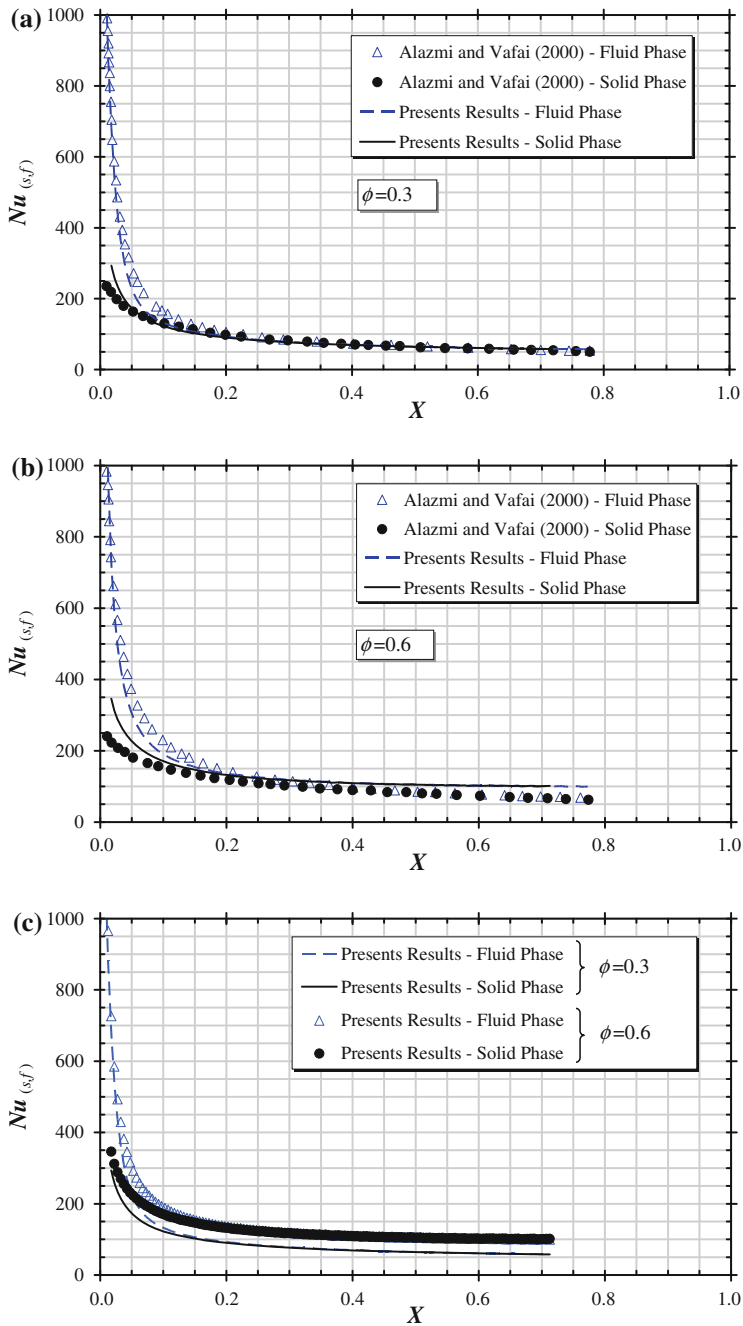 (a)
1000
800
600
400
200
0
Nu (s,f)
Alazmi and Vafai (2000) - Fluid Phase
Alazmi and Vafai (2000) - Solid Phase
Presents Results - Fluid Phase
Presents Results - Solid Phase
ϕ=0.3
0.0 0.2 0.4 0.6 0.8 1.0
X
(b)
1000
800
600
400
200
0
Nu (s,f)
Alazmi and Vafai (2000) - Fluid Phase
Alazmi and Vafai (2000) - Solid Phase
Presents Results - Fluid Phase
Presents Results - Solid Phase
ϕ=0.6
0.0 0.2 0.4 0.6 0.8 1.0
X
(c)
1000
800
600
400
200
0
Nu (s,f)
Presents Results - Fluid Phase
Presents Results - Solid Phase
ϕ=0.3
Presents Results - Fluid Phase
Presents Results - Solid Phase
ϕ=0.6
0.0 0.2 0.4 0.6 0.8 1.0
X